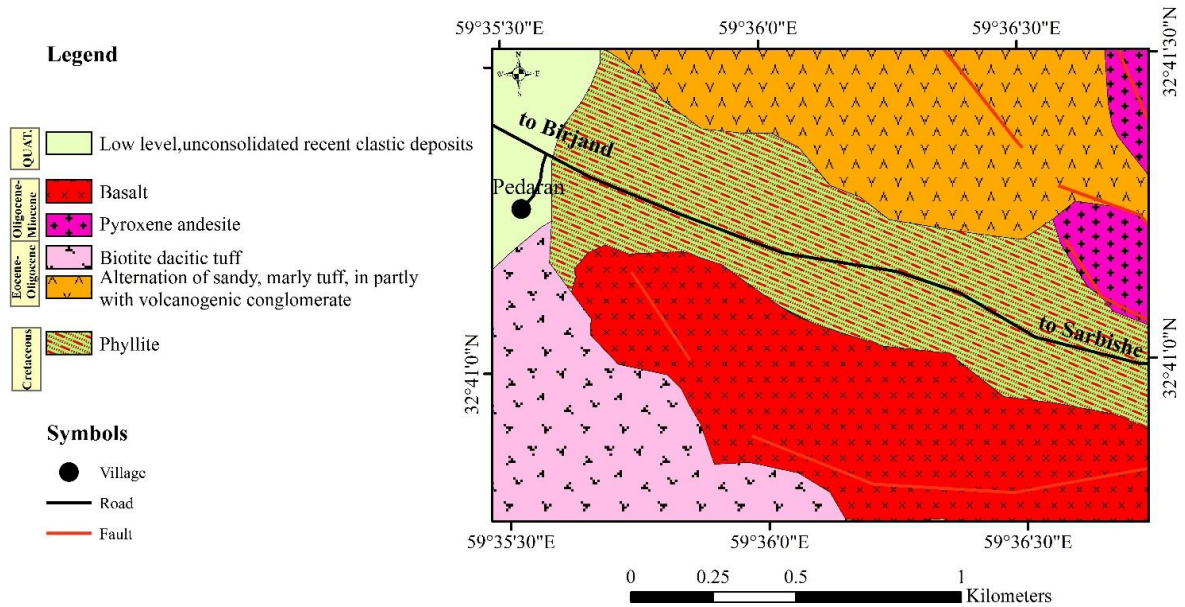 Legend
QUAT.
Low level,unconsolidated recent clastic deposits
Oligocene-
Miocene
Basalt
Pyroxene andesite
Eocene-
Oligocene
Biotite dacitic tuff
Alternation of sandy, marly tuff, in partly
with volcanogenic conglomerate
Cretaceous
Phyllite
Symbols
Village
Road
Fault
59°35'30"E
59°36'0"E
59°36'30"E
N
W
E
S
to Birjand
Pedaran
to Sarbishe
32°41'30"N
32°41'0"N
32°41'0"N
59°35'30"E
59°36'0"E
59°36'30"E
0
0.25
0.5
1
Kilometers